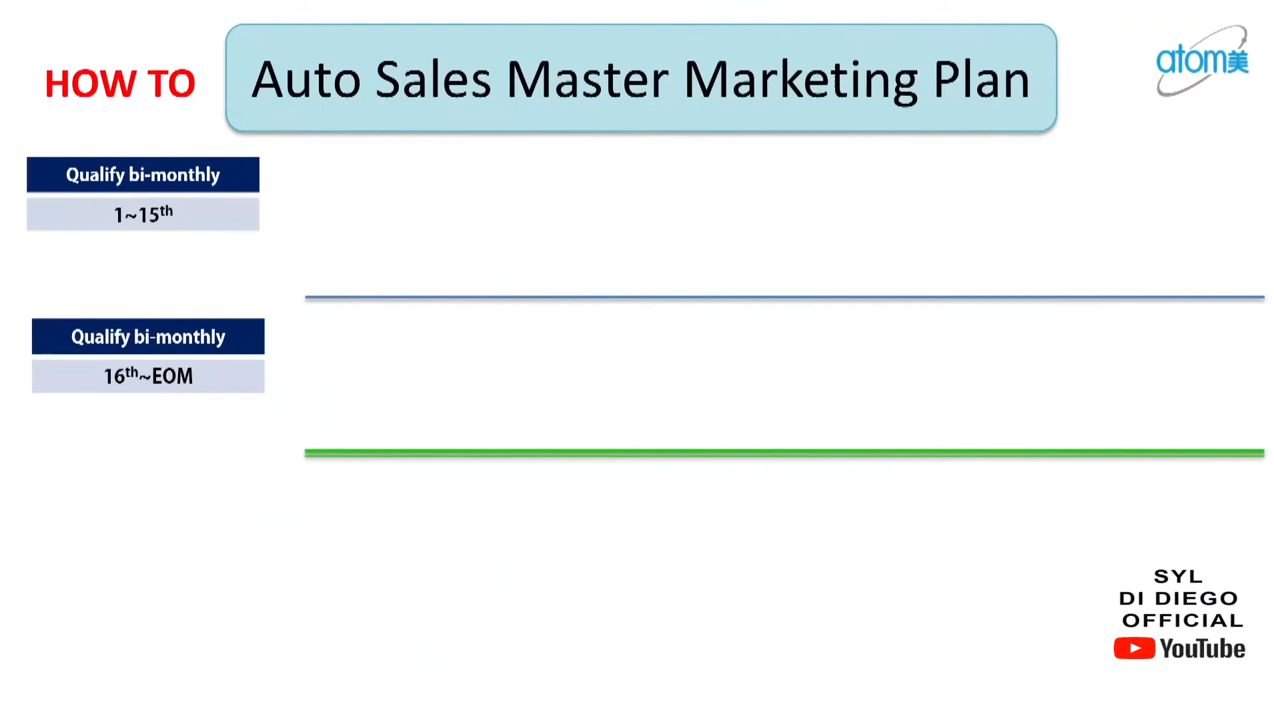 HOW TO
Auto Sales Master Marketing Plan
atom美
Qualify bi-monthly
1~15th
Qualify bi-monthly
16th~EOM
SYL
DI DIEGO
OFFICIAL
YouTube